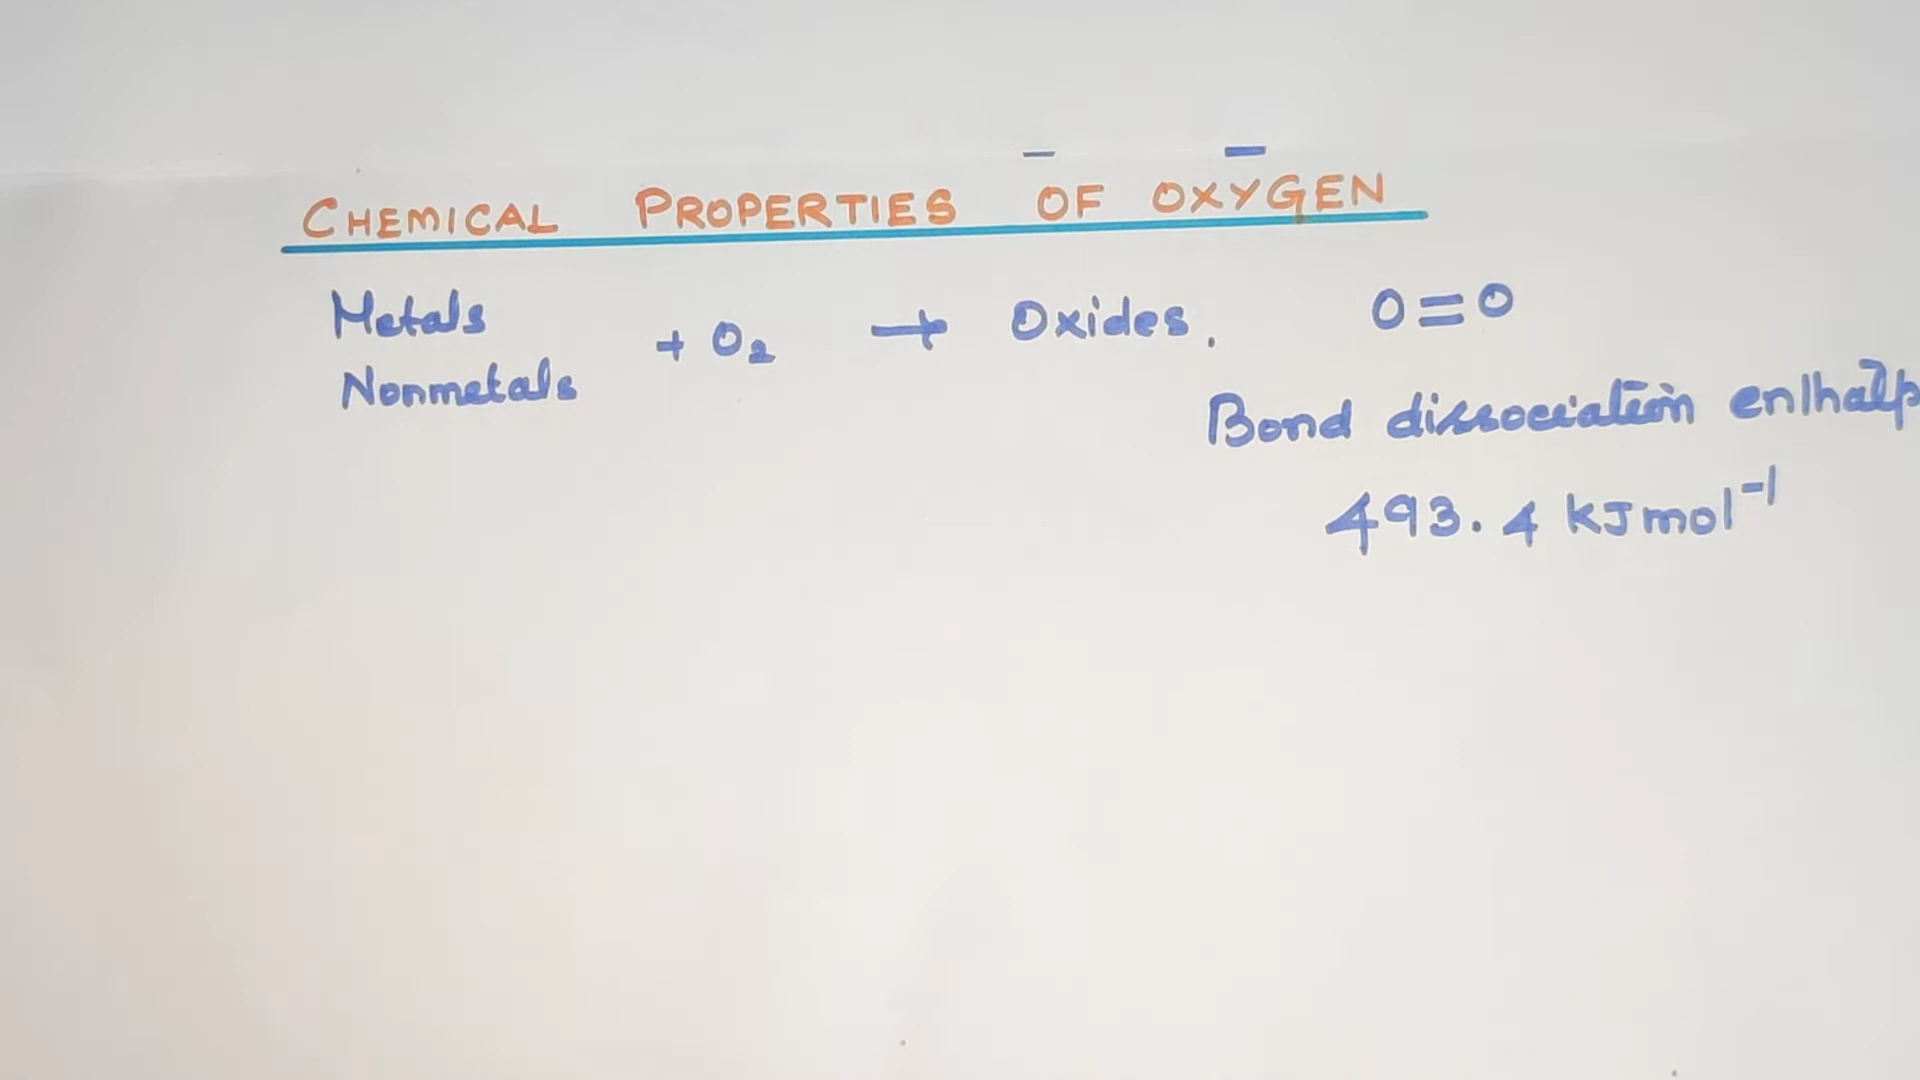 CHEMICAL PROPERTIES OF OXYGEN
Metals
Nonmetals
+ O₂ → Oxides.
O=O
Bond dissociation enthalp
493.4 kJmol⁻¹